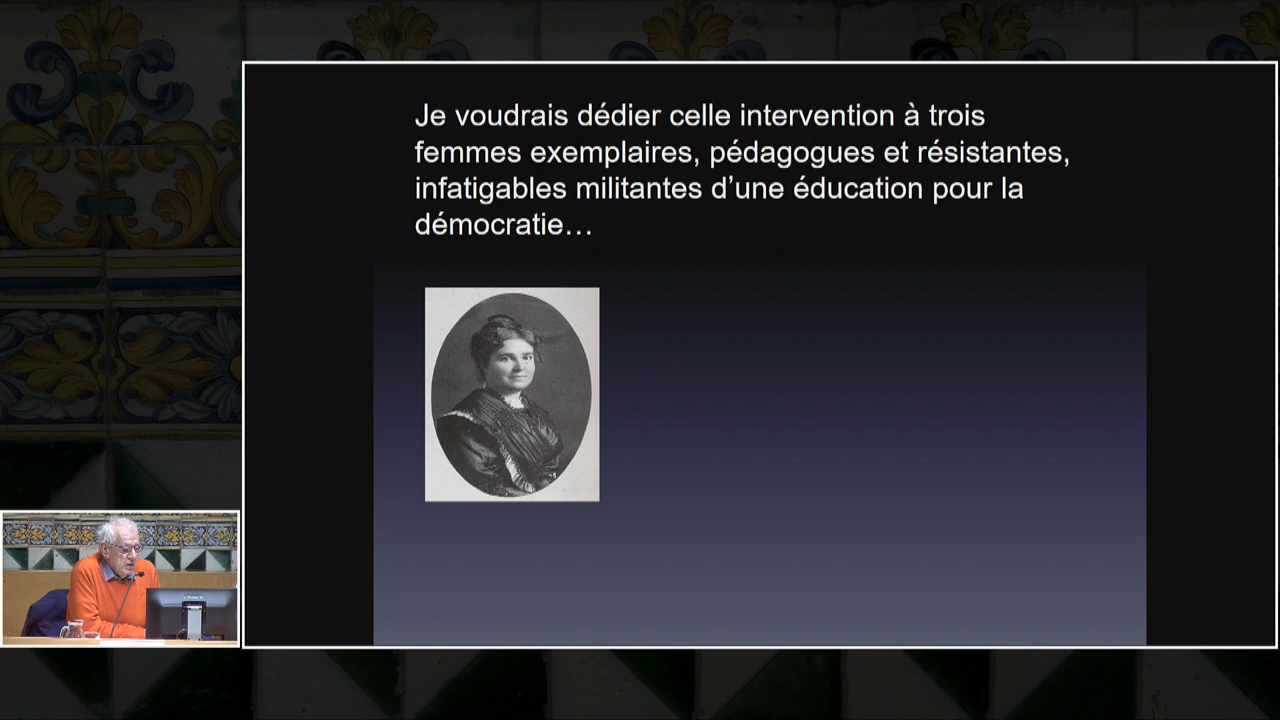 Je voudrais dédier celle intervention à trois
femmes exemplaires, pédagogues et résistantes,
infatigables militantes d’une éducation pour la
démocratie…